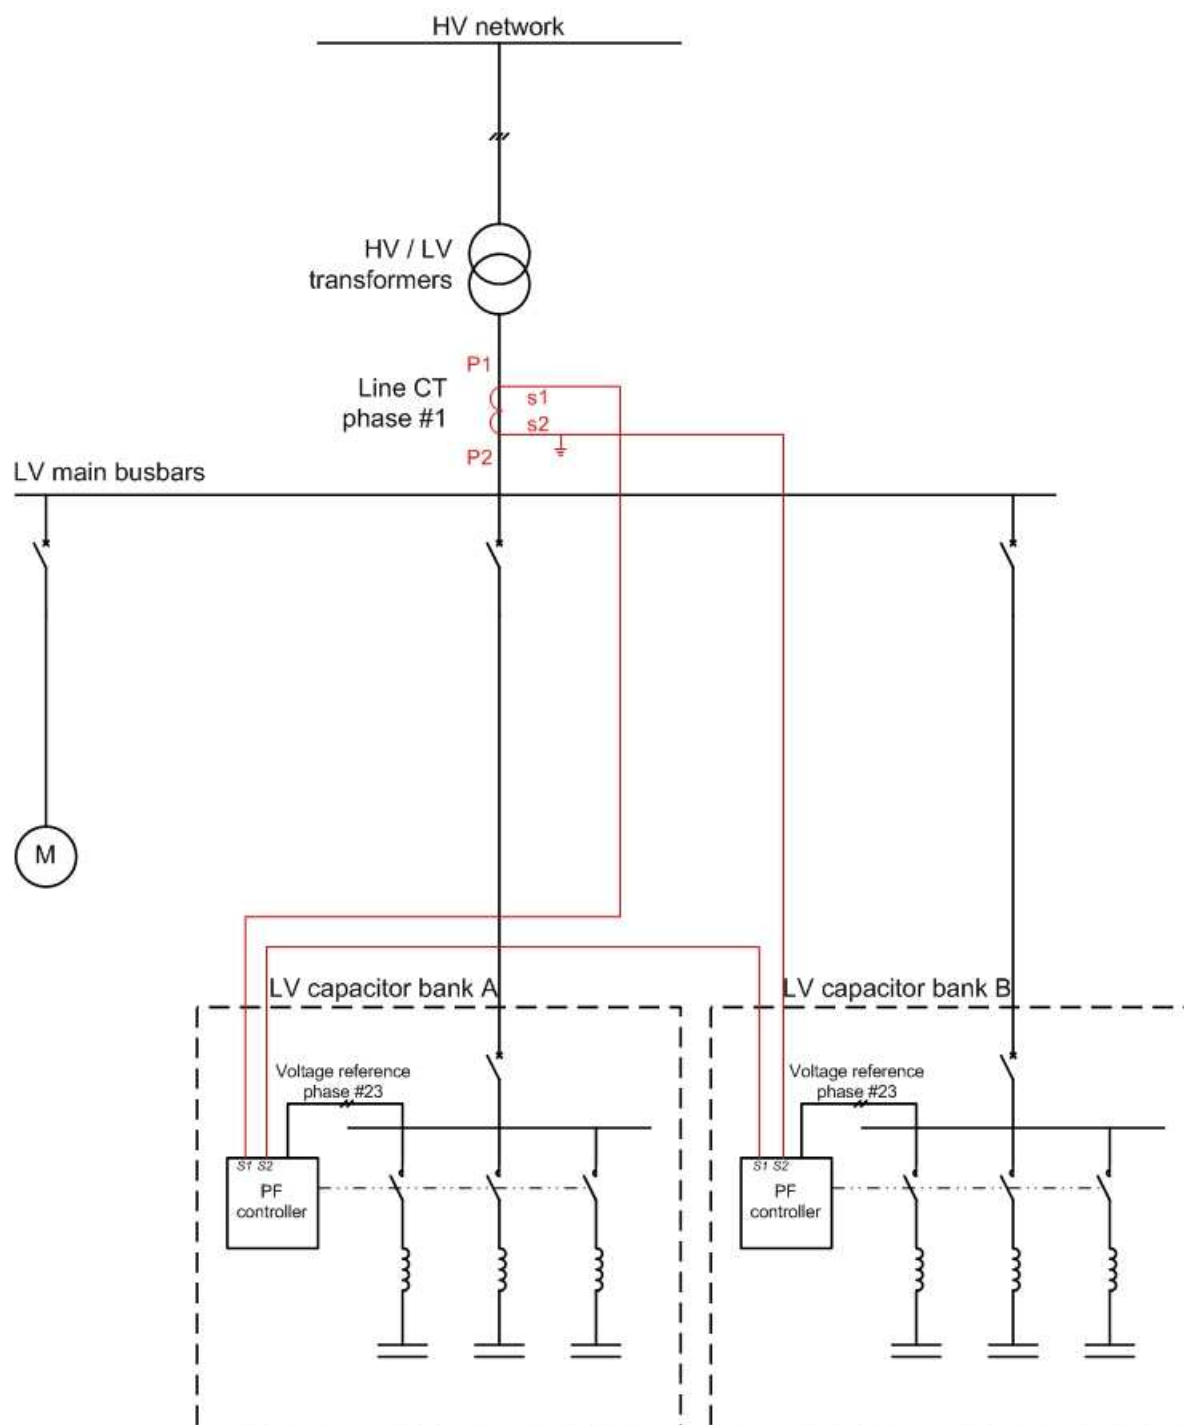 HV network
HV / LV
transformers
P1
Line CT
phase #1
s1
s2
P2
LV main busbars
M
LV capacitor bank A
LV capacitor bank B
Voltage reference
phase #23
Voltage reference
phase #23
S1 S2
PF
controller
S1 S2
PF
controller